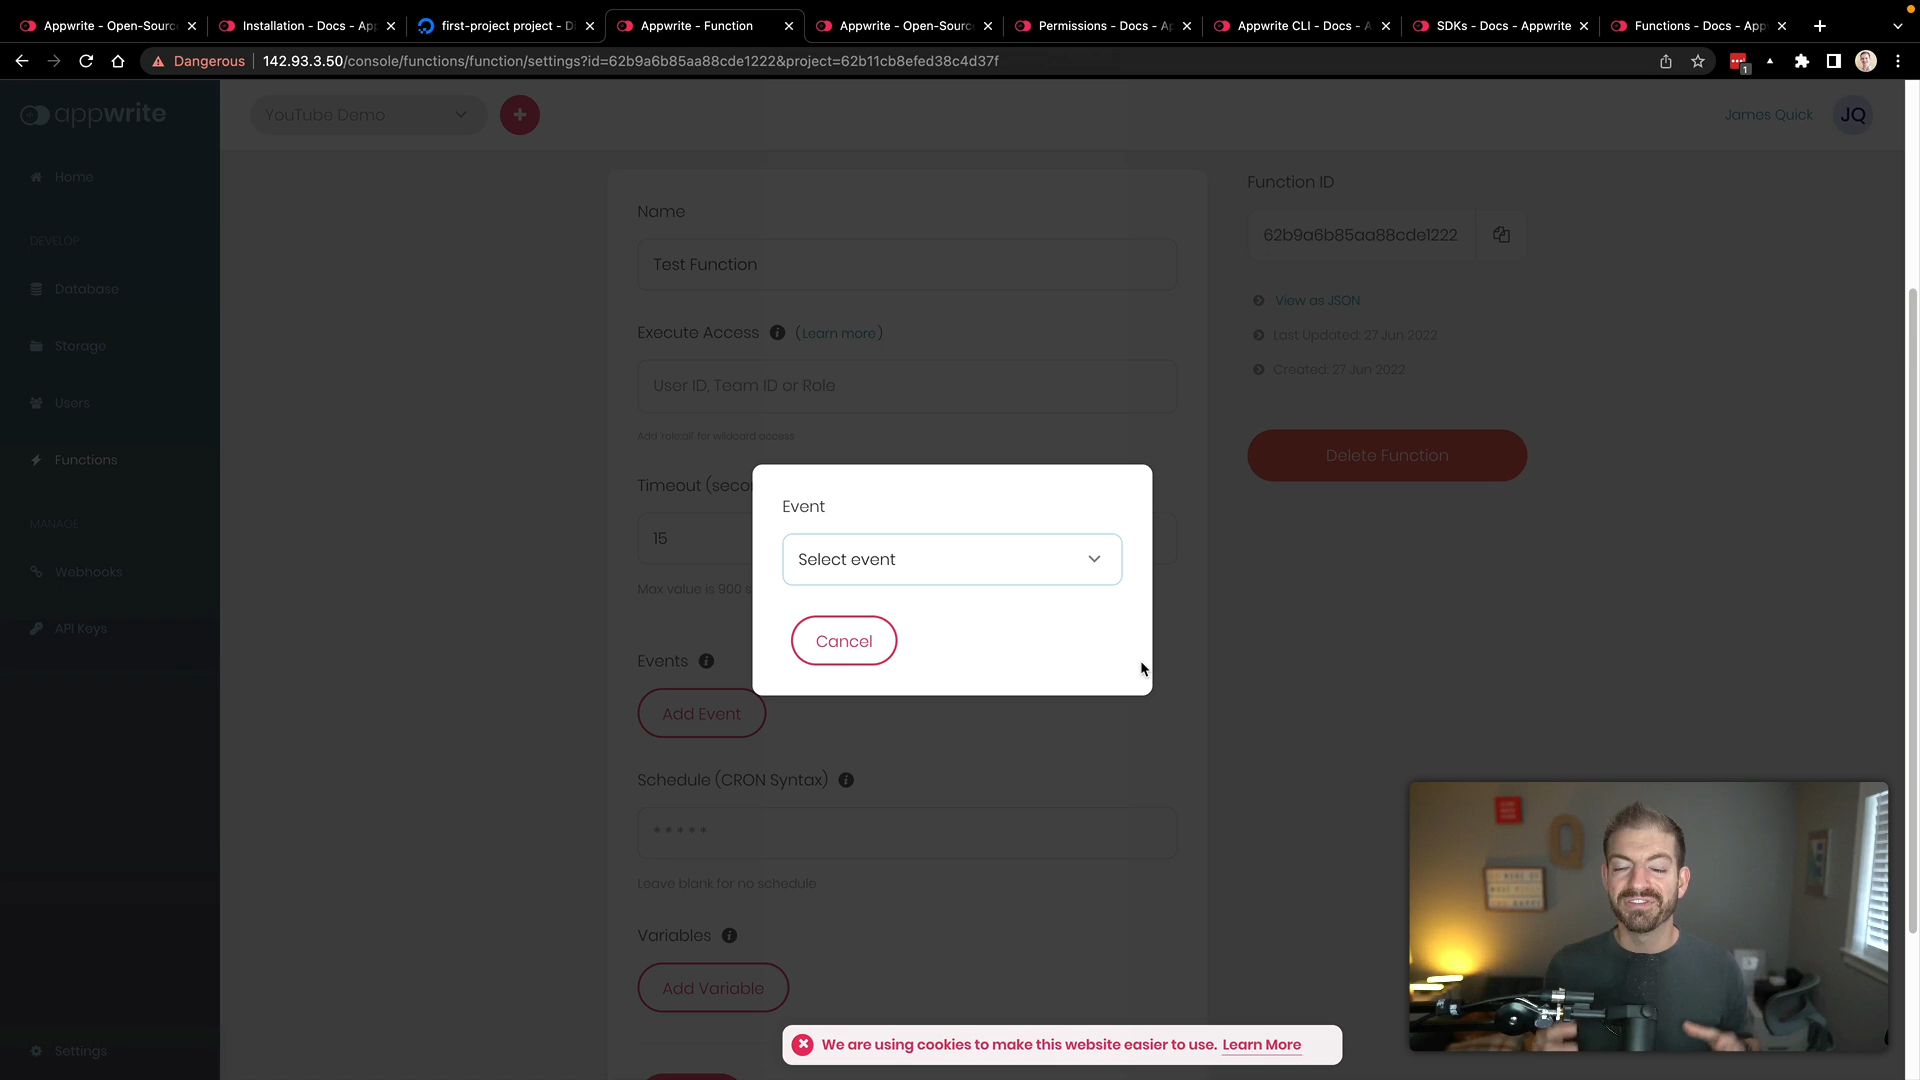 Appwrite - Open-Sourc
Installation - Docs - Ap
first-project project - Di
Appwrite - Function
Appwrite - Open-Sourc
Permissions - Docs - Ap
Appwrite CLI - Docs - A
SDKs - Docs - Appwrite
Functions - Docs - App
Dangerous
142.93.3.50/console/functions/function/settings?id=62b9a6b85aa88cde1222&project=62b11cb8efed38c4d37f
1
appwrite
YouTube Demo
James Quick
JQ
Home
DEVELOP
Database
Storage
Users
Functions
MANAGE
Webhooks
API Keys
Settings
Name
Test Function
Execute Access
(Learn more)
User ID, Team ID or Role
Add 'role:all' for wildcard access
Timeout (seco
15
Max value is 900 s
Events
Add Event
Schedule (CRON Syntax)
* * * * *
Leave blank for no schedule
Variables
Add Variable
Function ID
62b9a6b85aa88cde1222
View as JSON
Last Updated: 27 Jun 2022
Created: 27 Jun 2022
Delete Function
Event
Select event
Cancel
We are using cookies to make this website easier to use. Learn More